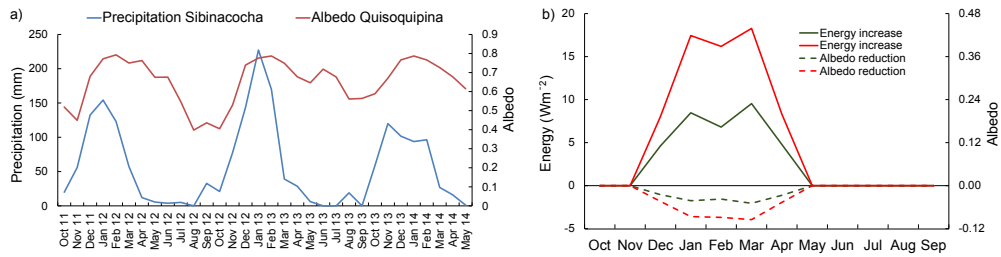 a)
Precipitation Sibinacocha
Albedo Quisoquipina
250
200
150
100
50
0
Precipitation (mm)
0.9
0.8
0.7
0.6
0.5
0.4
0.3
0.2
0.1
0
Albedo
Oct 11
Nov 11
Dec 11
Jan 12
Feb 12
Mar 12
Apr 12
May 12
Jun 12
Jul 12
Aug 12
Sep 12
Oct 12
Nov 12
Dec 12
Jan 13
Feb 13
Mar 13
Apr 13
May 13
Jun 13
Jul 13
Aug 13
Sep 13
Oct 13
Nov 13
Dec 13
Jan 14
Feb 14
Mar 14
Apr 14
May 14
b)
20
15
10
5
0
-5
Energy (Wm⁻²)
Energy increase
Energy increase
Albedo reduction
Albedo reduction
0.48
0.36
0.24
0.12
0.00
-0.12
Albedo
Oct Nov Dec Jan Feb Mar Apr May Jun Jul Aug Sep